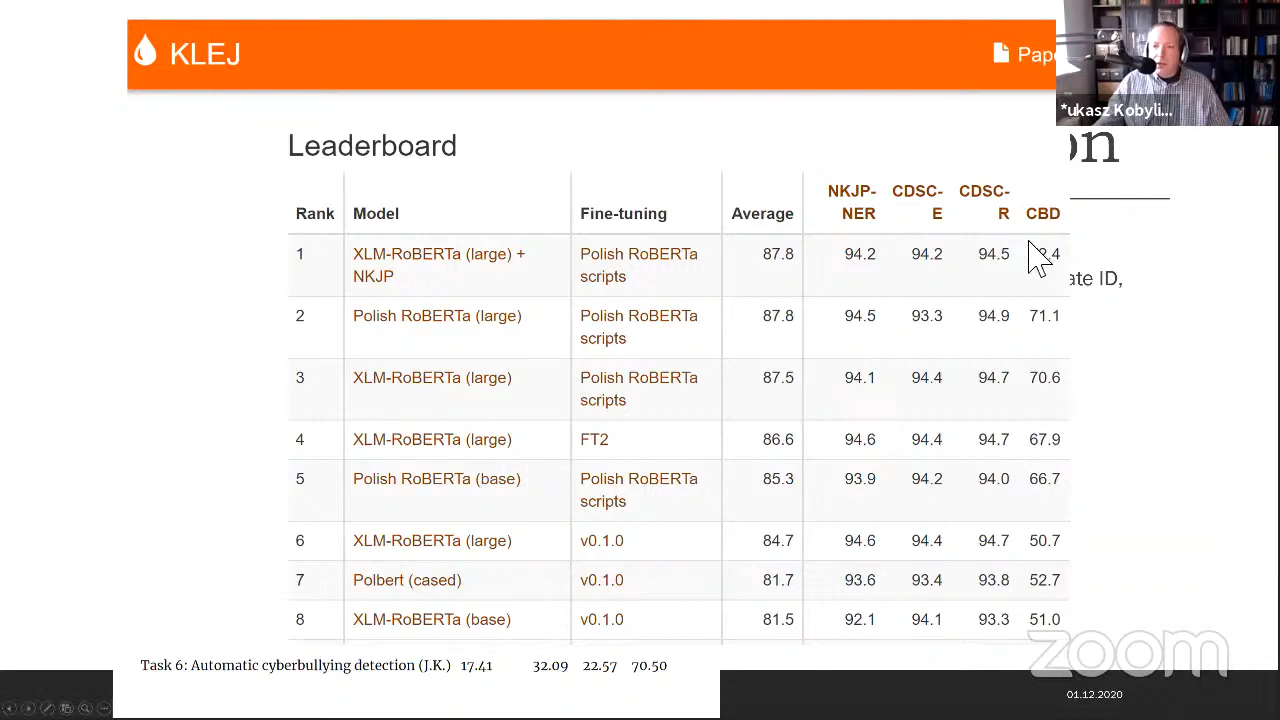 KLEJ
Pape
*ukasz Kobyli...
on
Leaderboard
Rank Model Fine-tuning Average NKJP-NER CDSC-E CDSC-R CBD
1 XLM-RoBERTa (large) + NKJP Polish RoBERTa scripts 87.8 94.2 94.2 94.5 .4
2 Polish RoBERTa (large) Polish RoBERTa scripts 87.8 94.5 93.3 94.9 71.1
3 XLM-RoBERTa (large) Polish RoBERTa scripts 87.5 94.1 94.4 94.7 70.6
4 XLM-RoBERTa (large) FT2 86.6 94.6 94.4 94.7 67.9
5 Polish RoBERTa (base) Polish RoBERTa scripts 85.3 93.9 94.2 94.0 66.7
6 XLM-RoBERTa (large) v0.1.0 84.7 94.6 94.4 94.7 50.7
7 Polbert (cased) v0.1.0 81.7 93.6 93.4 93.8 52.7
8 XLM-RoBERTa (base) v0.1.0 81.5 92.1 94.1 93.3 51.0
ate ID,
Task 6: Automatic cyberbullying detection (J.K.) 17.41 32.09 22.57 70.50
zoom
01.12.2020